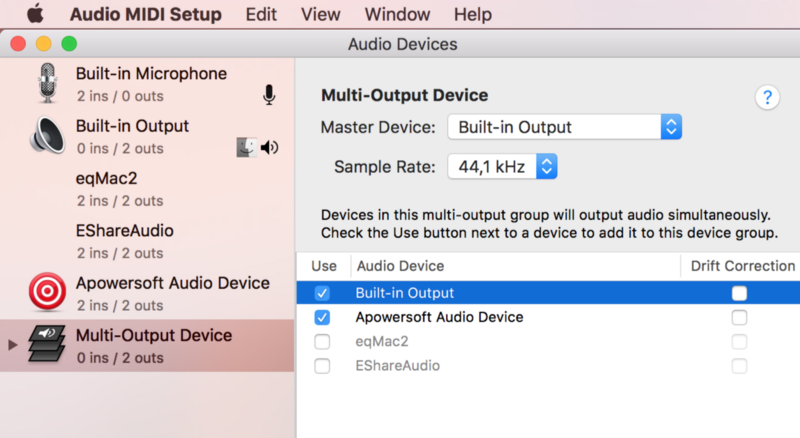 Audio MIDI Setup Edit View Window Help
Audio Devices
Built-in Microphone
2 ins / 0 outs
Built-in Output
0 ins / 2 outs
eqMac2
2 ins / 2 outs
EShareAudio
2 ins / 2 outs
Apowersoft Audio Device
2 ins / 2 outs
Multi-Output Device
0 ins / 2 outs
Multi-Output Device
?
Master Device: Built-in Output
Sample Rate: 44,1 kHz
Devices in this multi-output group will output audio simultaneously.
Check the Use button next to a device to add it to this device group.
Use Audio Device Drift Correction
Built-in Output
Apowersoft Audio Device
eqMac2
EShareAudio